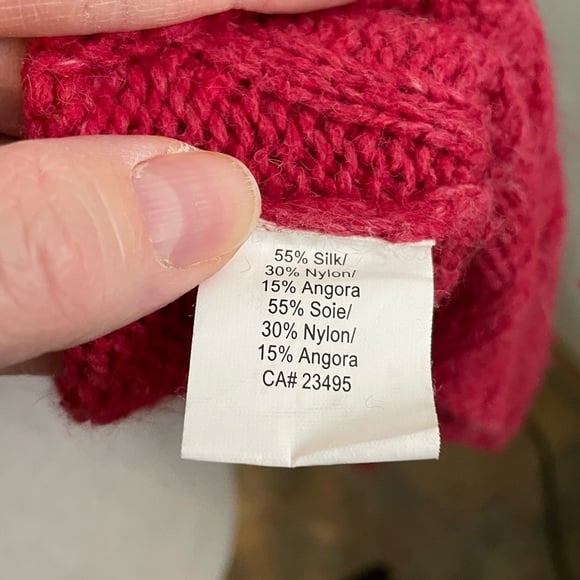 55% Silk/
30% Nylon/
15% Angora
55% Soie/
30% Nylon/
15% Angora
CA# 23495